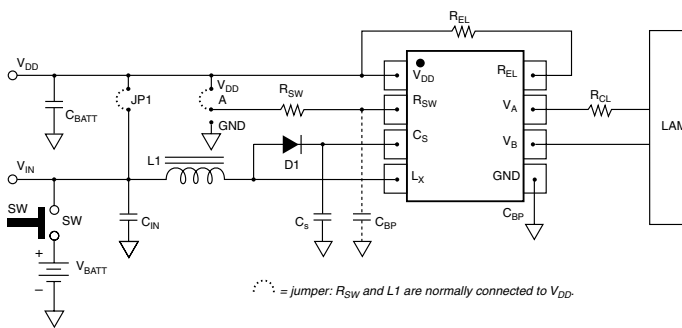 R_EL
V_DD
V_DD
JP1
A
R_SW
GND
C_BATT
V_DD
R_EL
R_SW
V_A
R_CL
LAM
C_S
V_B
L_X
GND
V_IN
L1
D1
SW
SW
C_IN
C_s
C_BP
C_BP
+
V_BATT
–
= jumper: R_SW and L1 are normally connected to V_DD.